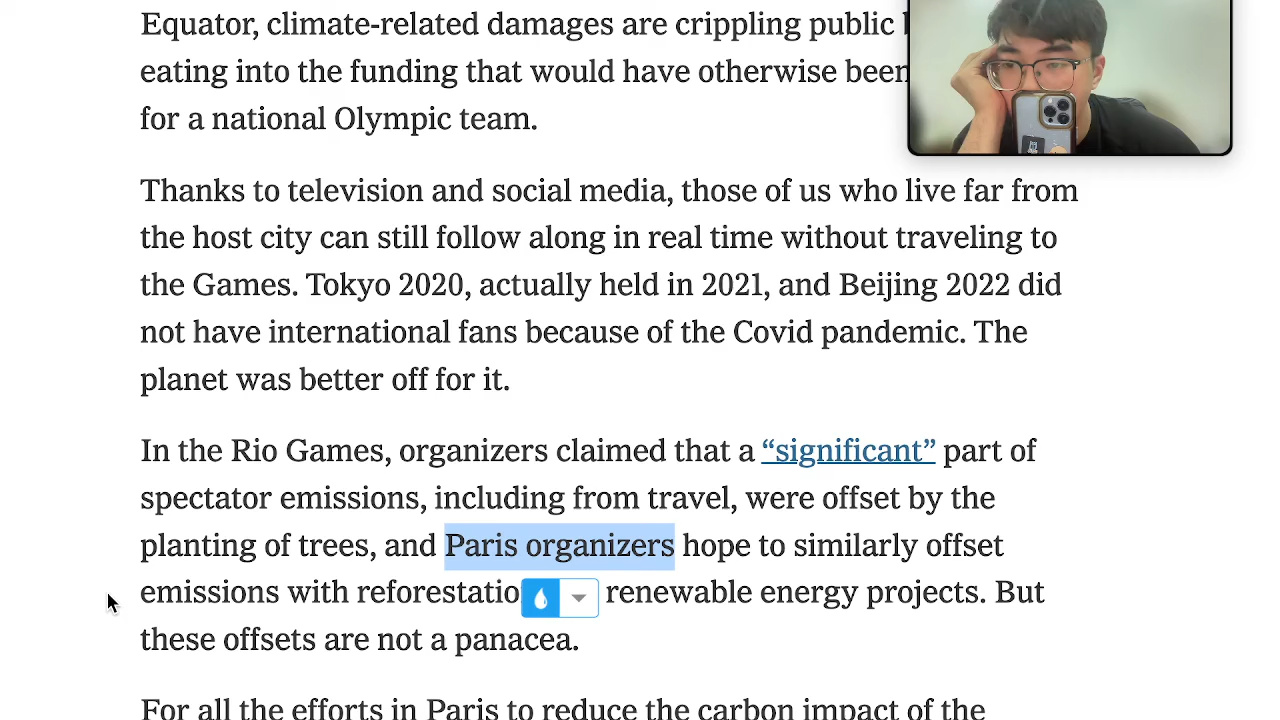 Equator, climate-related damages are crippling public
eating into the funding that would have otherwise been
for a national Olympic team.
Thanks to television and social media, those of us who live far from
the host city can still follow along in real time without traveling to
the Games. Tokyo 2020, actually held in 2021, and Beijing 2022 did
not have international fans because of the Covid pandemic. The
planet was better off for it.
In the Rio Games, organizers claimed that a “significant” part of
spectator emissions, including from travel, were offset by the
planting of trees, and Paris organizers hope to similarly offset
emissions with reforestatio renewable energy projects. But
these offsets are not a panacea.
For all the efforts in Paris to reduce the carbon impact of the